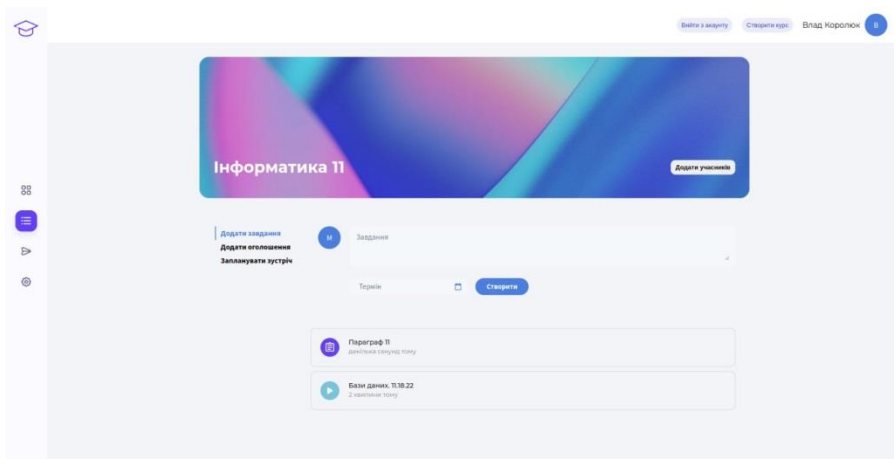 Вийти з акаунту
Створити курс
Влад Королюк
В
Інформатика 11
Додати учасників
Додати завдання
Додати оголошення
Запланувати зустріч
М
Завдання
Термін
Створити
Параграф 11
декілька секунд тому
Бази даних. 11.18.22
2 хвилини тому